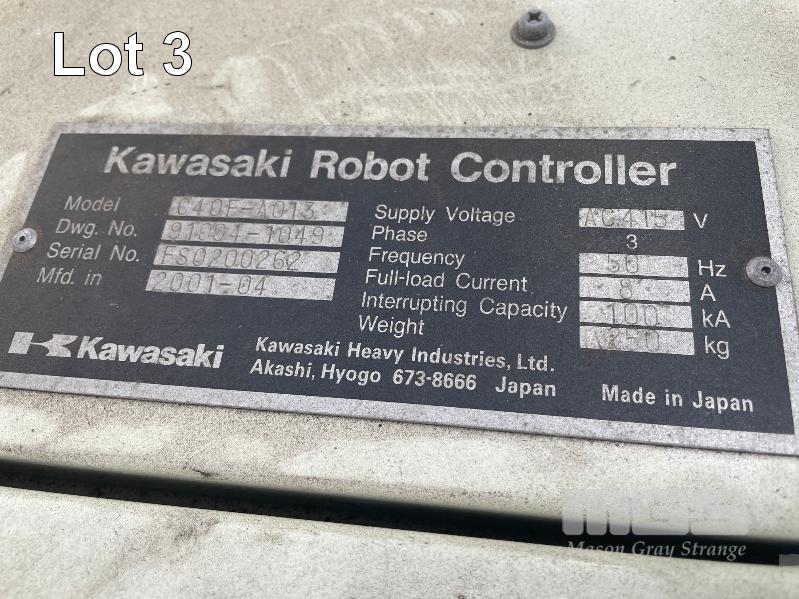 Lot 3
Kawasaki Robot Controller
Model C40F-A013
Dwg. No. 91004-1049
Serial No. FS0200262
Mfd. in 2001-04
Supply Voltage AC415 V
Phase 3
Frequency 50 Hz
Full-load Current 8 A
Interrupting Capacity 100 kA
Weight 250 kg
Kawasaki
Kawasaki Heavy Industries, Ltd.
Akashi, Hyogo 673-8666 Japan
Made in Japan
MGS
Mason Gray Strange